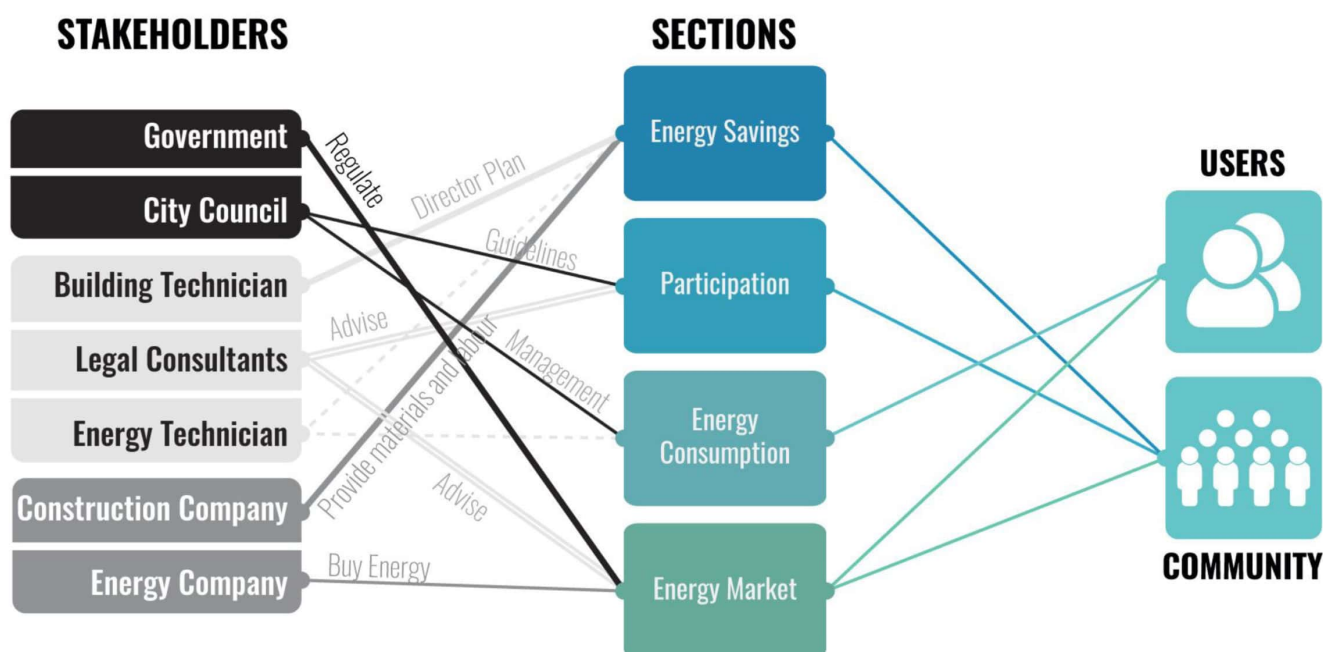 STAKEHOLDERS
Government
City Council
Building Technician
Legal Consultants
Energy Technician
Construction Company
Energy Company
Regulate
Director Plan
Guidelines
Advise
Management
Provide materials and labour
Advise
Buy Energy
SECTIONS
Energy Savings
Participation
Energy
Consumption
Energy Market
USERS
COMMUNITY